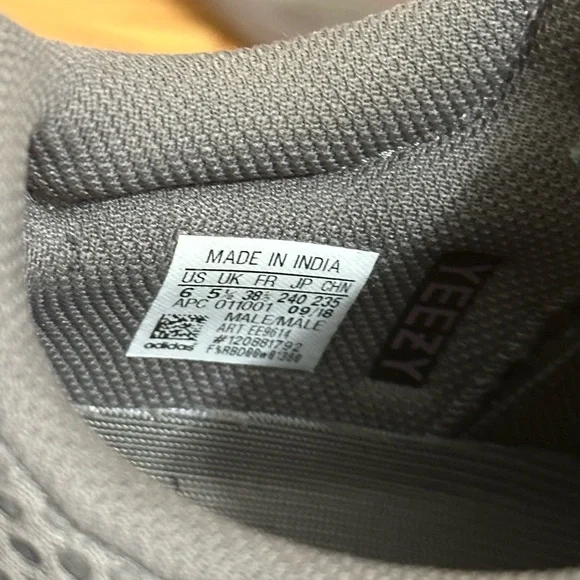 MADE IN INDIA
US UK FR JP CHN
6 5½ 38⅔ 240 235
APC 011001 09/18
MALE/MALE
ART EE9614
#120881792
adidas
YEEZY